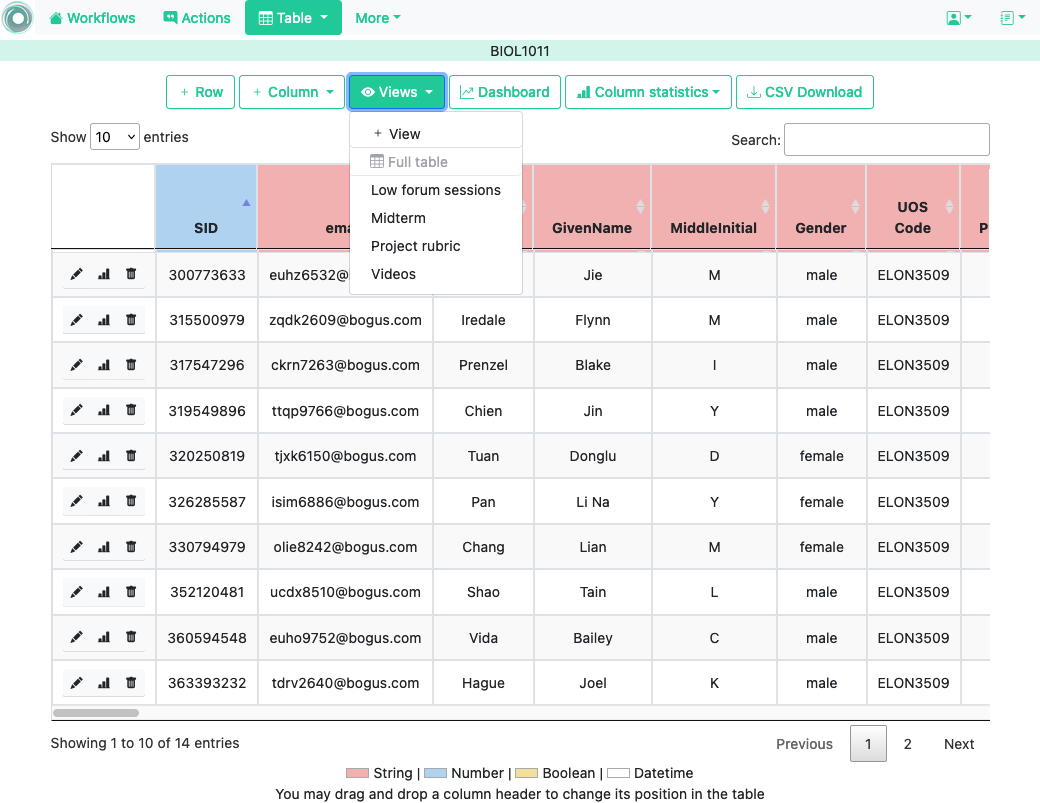 Workflows Actions Table More
BIOL1011
+ Row + Column Views Dashboard Column statistics CSV Download
Show 10 entries Search:
+ View
Full table
Low forum sessions
Midterm
Project rubric
Videos
SID ema GivenName MiddleInitial Gender UOS Code P
300773633 euhz6532@ Jie M male ELON3509
315500979 zqdk2609@bogus.com Iredale Flynn M male ELON3509
317547296 ckrn7263@bogus.com Prenzel Blake I male ELON3509
319549896 ttqp9766@bogus.com Chien Jin Y male ELON3509
320250819 tjxk6150@bogus.com Tuan Donglu D female ELON3509
326285587 isim6886@bogus.com Pan Li Na Y female ELON3509
330794979 olie8242@bogus.com Chang Lian M female ELON3509
352120481 ucdx8510@bogus.com Shao Tain L male ELON3509
360594548 euho9752@bogus.com Vida Bailey C male ELON3509
363393232 tdrv2640@bogus.com Hague Joel K male ELON3509
Showing 1 to 10 of 14 entries Previous 1 2 Next
String | Number | Boolean | Datetime
You may drag and drop a column header to change its position in the table